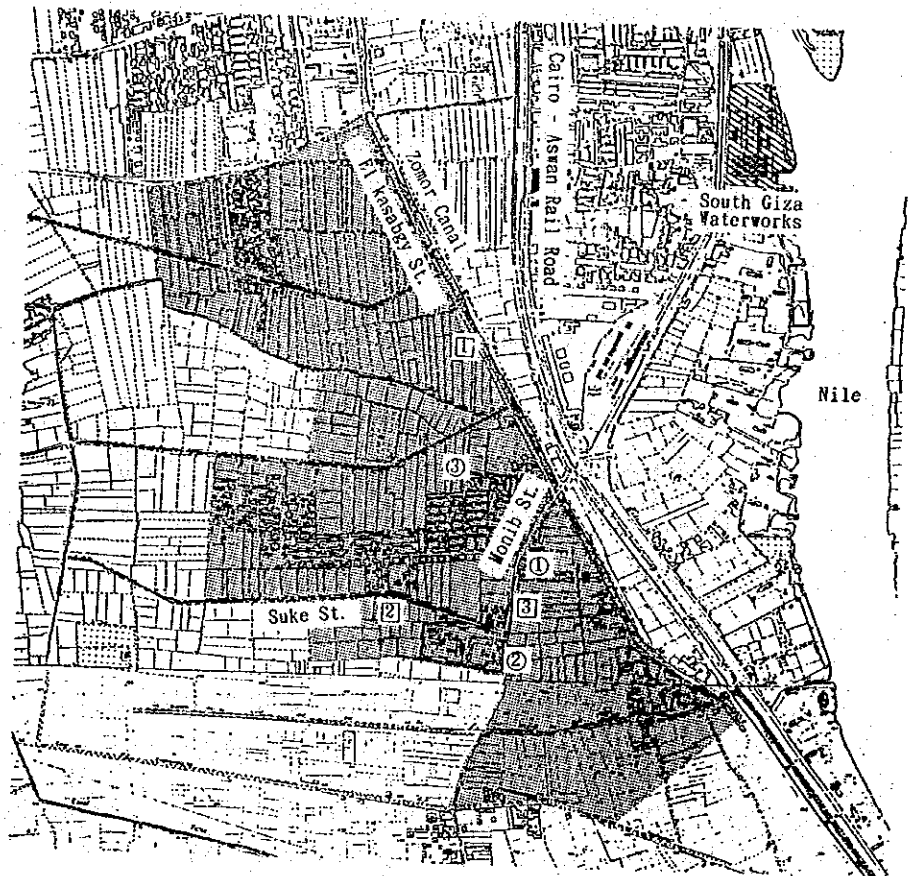 Cairo - Aswan Rail Road
Zomor Canal
El kasabgy St.
South Giza
Waterworks
1
Nile
③
Monib St.
①
Suke St.
2
3
②